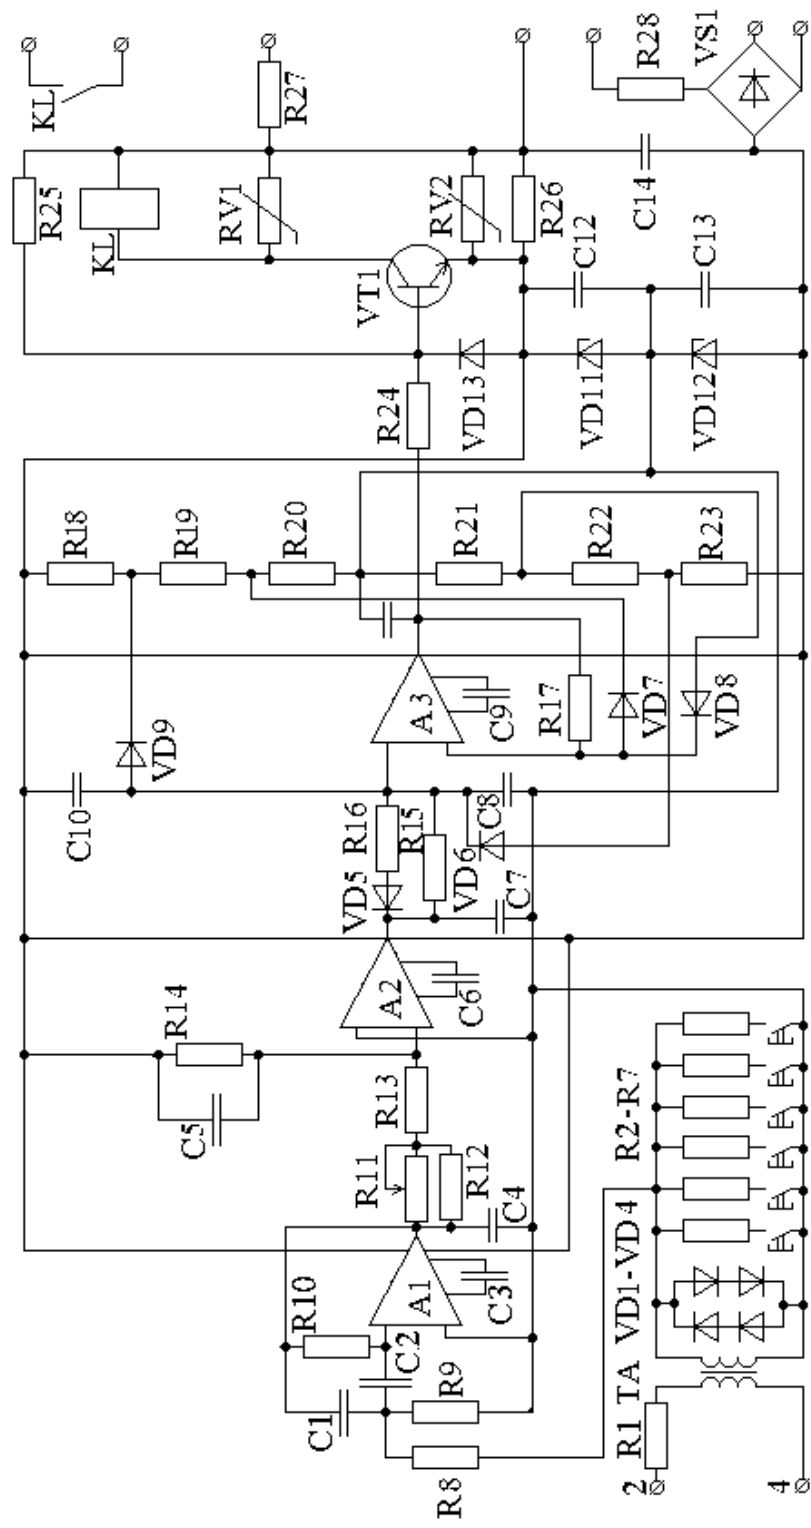 KL
R25
C10
R18
KL
VD9
R14
R19
C5
RV1
R10
R20
R27
C1
R16
VD5
R11
VT1
R13
R24
A2
C2
R15
A1
A3
R8
R9
C6
VD6
R21
VD13
RV2
R12
C8
C3
C9
C4
C7
R17
R26
VD11
R22
C12
R1
TA
VD1-VD4
R2-R7
2
VD7
C14
R28
VD8
VD12
R23
C13
VS1
4